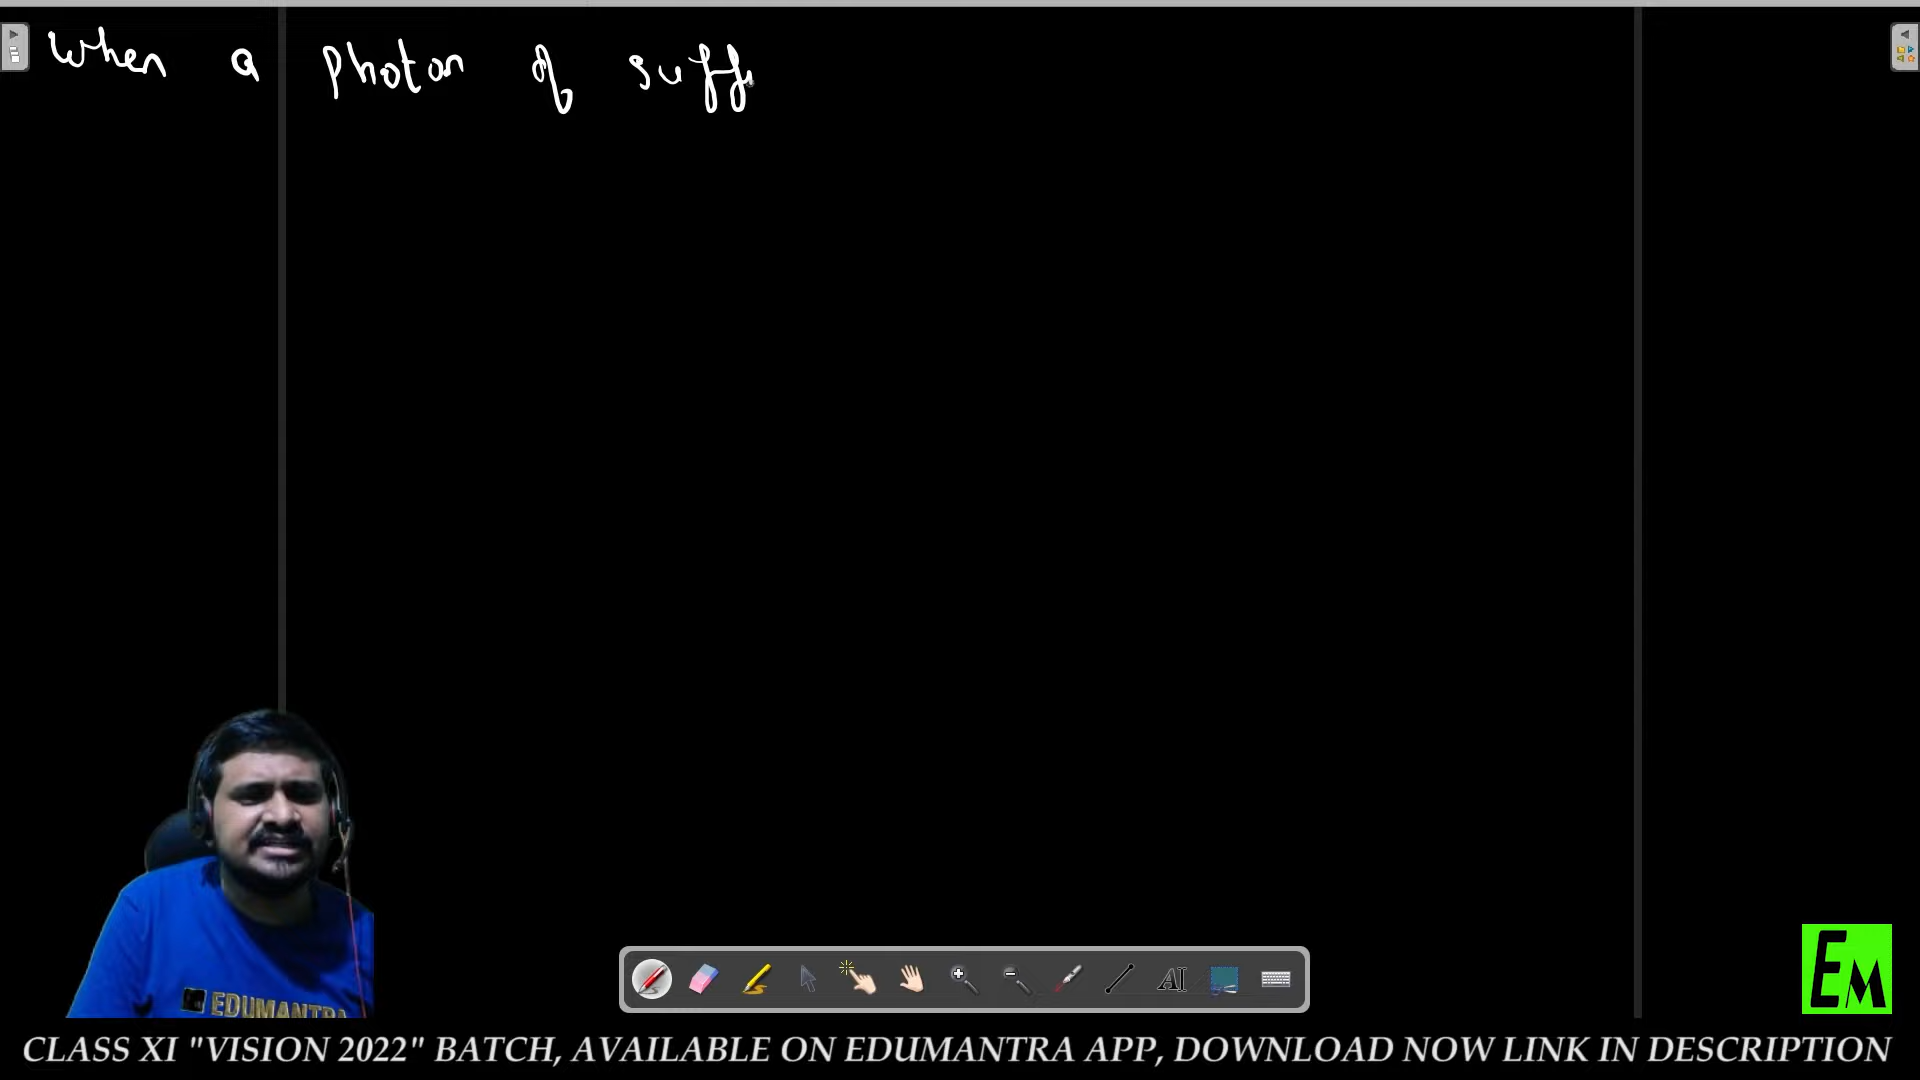 When a Photon of suff
EDUMANTRA
EM
CLASS XI "VISION 2022" BATCH, AVAILABLE ON EDUMANTRA APP, DOWNLOAD NOW LINK IN DESCRIPTION
AI